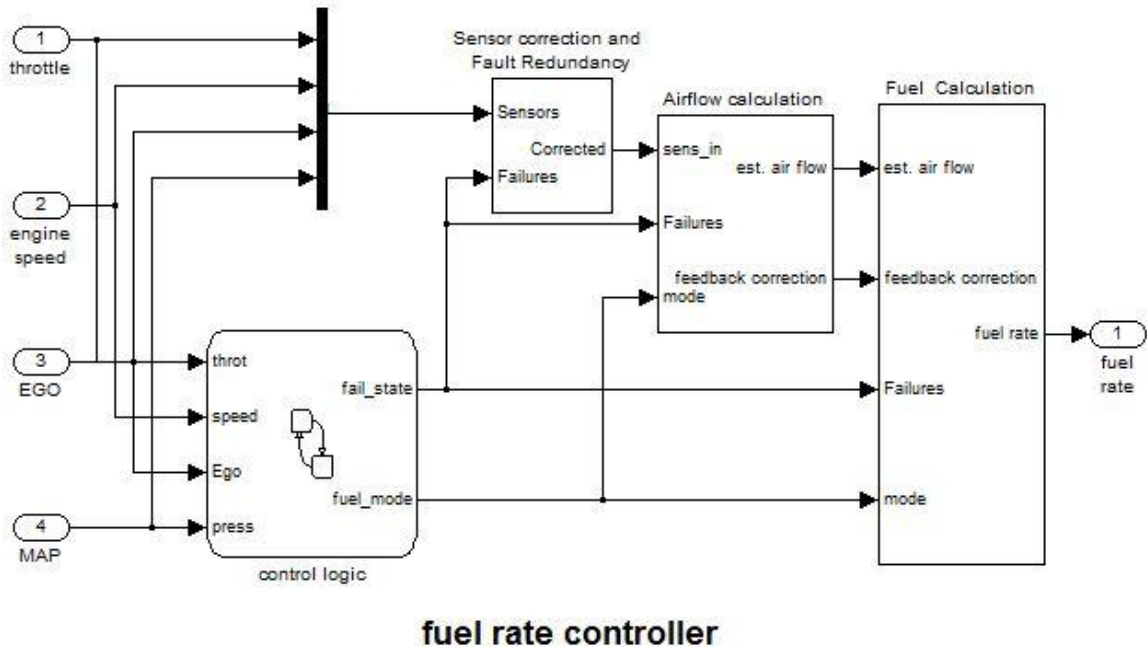 1
throttle
2
engine
speed
3
EGO
4
MAP
Sensor correction and
Fault Redundancy
Sensors
Corrected
Failures
Airflow calculation
sens_in
est. air flow
Failures
feedback correction
mode
Fuel Calculation
est. air flow
feedback correction
fuel rate
Failures
mode
1
fuel
rate
throt
fail_state
speed
Ego
fuel_mode
press
control logic
fuel rate controller